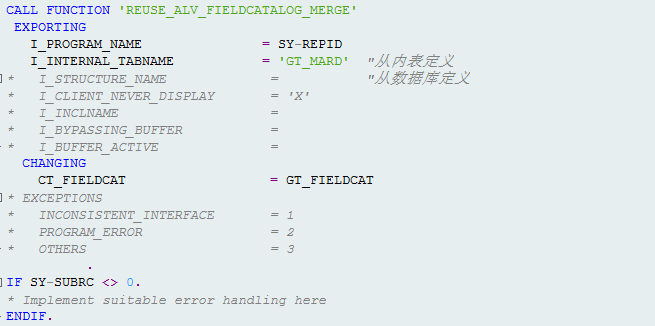 CALL FUNCTION 'REUSE_ALV_FIELDCATALOG_MERGE'
EXPORTING
I_PROGRAM_NAME = SY-REPID
I_INTERNAL_TABNAME = 'GT_MARD' "从内表定义
* I_STRUCTURE_NAME = "从数据库定义
* I_CLIENT_NEVER_DISPLAY = 'X'
* I_INCLNAME =
* I_BYPASSING_BUFFER =
* I_BUFFER_ACTIVE =
CHANGING
CT_FIELDCAT = GT_FIELDCAT
* EXCEPTIONS
* INCONSISTENT_INTERFACE = 1
* PROGRAM_ERROR = 2
* OTHERS = 3
.
IF SY-SUBRC <> 0.
* Implement suitable error handling here
ENDIF.